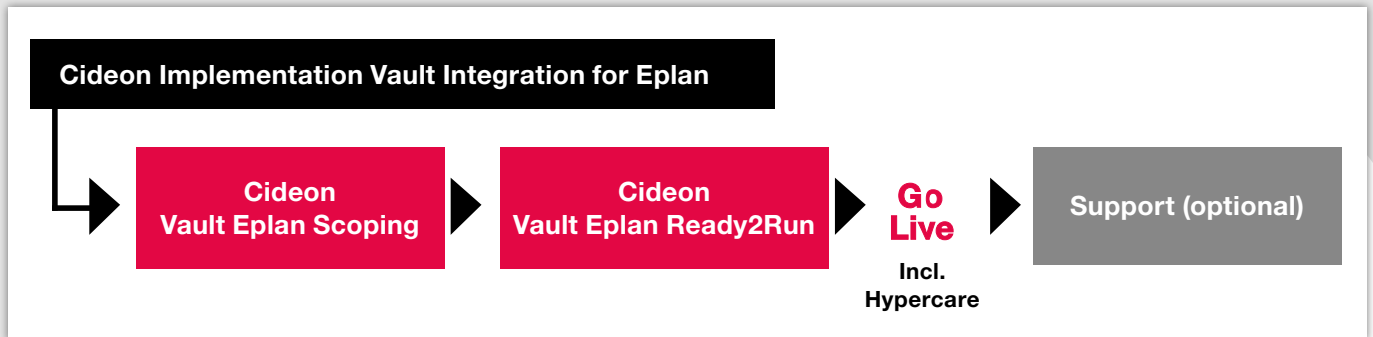 Cideon Implementation Vault Integration for Eplan
Cideon
Vault Eplan Scoping
Cideon
Vault Eplan Ready2Run
Go
Live
Incl.
Hypercare
Support (optional)